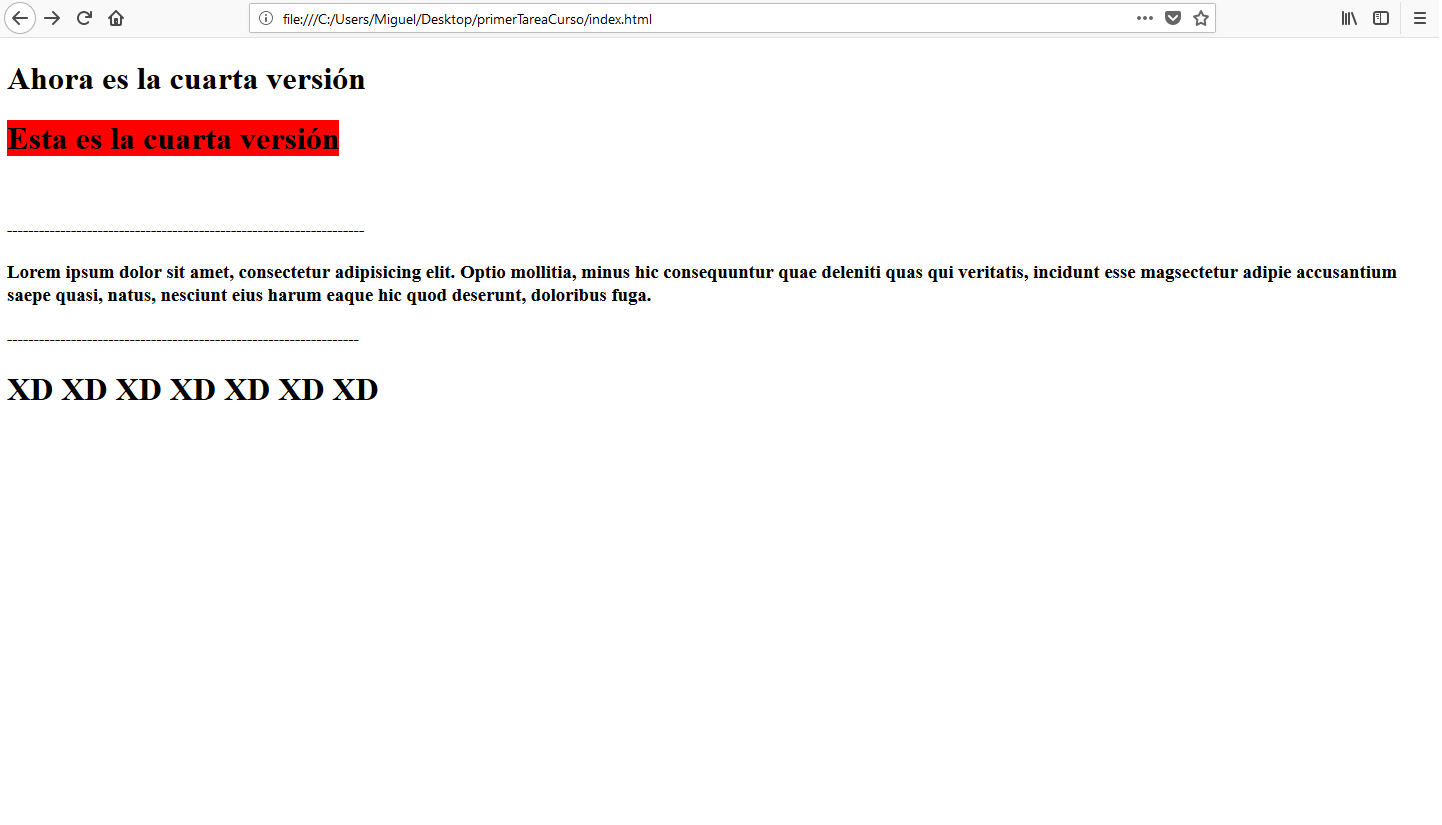 file:///C:/Users/Miguel/Desktop/primerTareaCurso/index.html
Ahora es la cuarta versión
Esta es la cuarta versión
-------------------------------------------------------------------
Lorem ipsum dolor sit amet, consectetur adipisicing elit. Optio mollitia, minus hic consequuntur quae deleniti quas qui veritatis, incidunt esse magsectetur adipie accusantium
saepe quasi, natus, nesciunt eius harum eaque hic quod deserunt, doloribus fuga.
------------------------------------------------------------------
XD XD XD XD XD XD XD